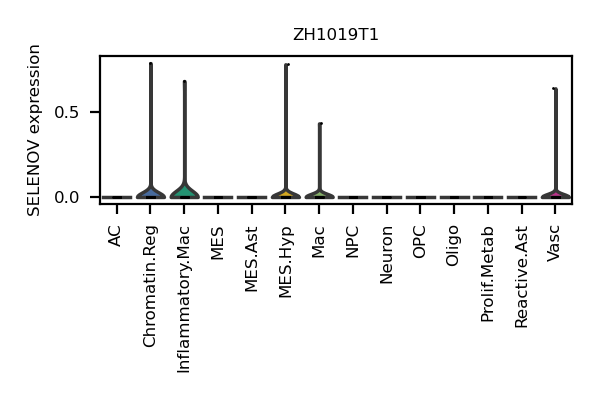 ZH1019T1
SELENOV expression
0.5
0.0
AC
Chromatin.Reg
Inflammatory.Mac
MES
MES.Ast
MES.Hyp
Mac
NPC
Neuron
OPC
Oligo
Prolif.Metab
Reactive.Ast
Vasc